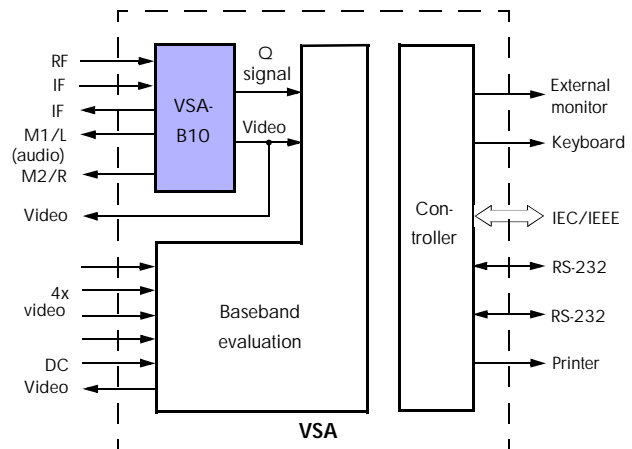 RF
IF
IF
M1/L
(audio)
M2/R
Video
4x
video
DC
Video
VSA-
B10
Q
signal
Video
Baseband
evaluation
VSA
Con-
troller
External
monitor
Keyboard
IEC/IEEE
RS-232
RS-232
Printer